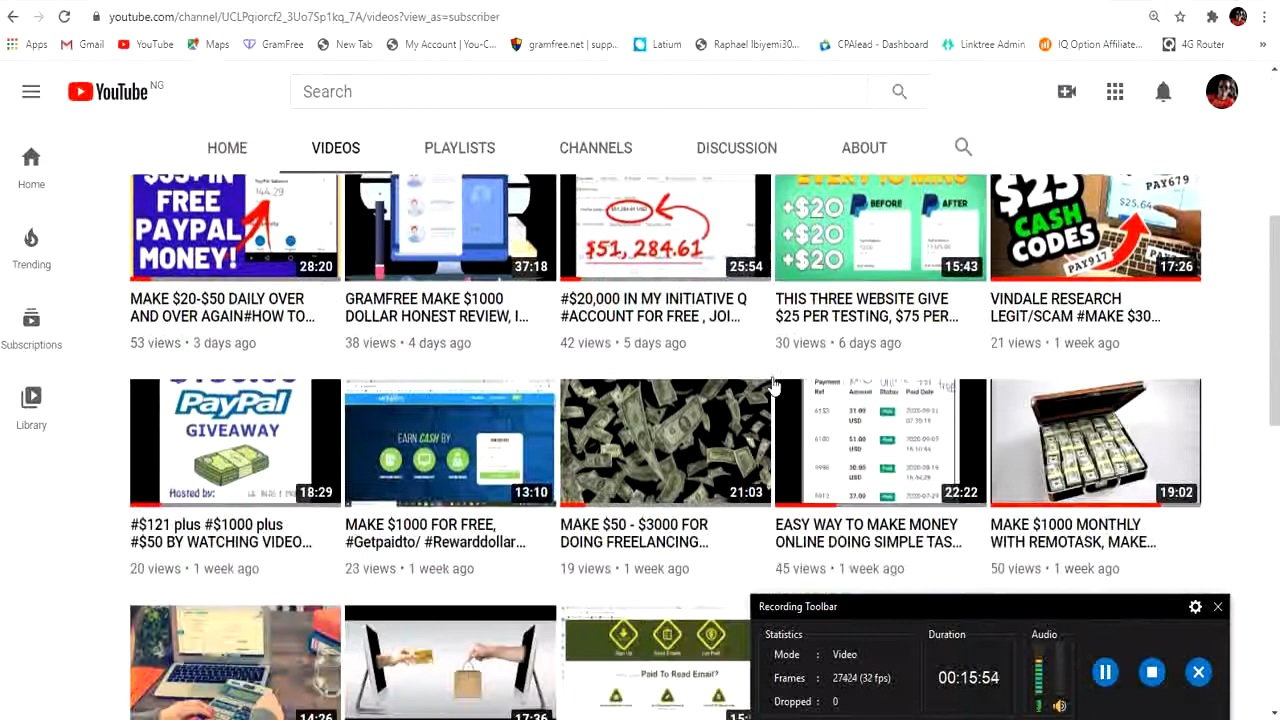 youtube.com/channel/UCLPqiorcf2_3Uo7Sp1kq_7A/videos?view_as=subscriber
Apps Gmail YouTube Maps GramFree New Tab My Account | You-C... gramfree.net | supp... Latium Raphael Ibiyemi30... CPAlead - Dashboard Linktree Admin IQ Option Affiliate... 4G Router »
YouTube NG
Search
HOME VIDEOS PLAYLISTS CHANNELS DISCUSSION ABOUT
Home
Trending
Subscriptions
Library
FREE
PAYPAL
MONEY.
28:20
37:18
$51,284.61
25:54
+$20
+$20
+$20
BEFORE AFTER
15:43
$25
CASH
CODES
PAY679
$25.64
PAY917
17:26
MAKE $20-$50 DAILY OVER
AND OVER AGAIN#HOW TO...
53 views • 3 days ago
GRAMFREE MAKE $1000
DOLLAR HONEST REVIEW, I...
38 views • 4 days ago
#$20,000 IN MY INITIATIVE Q
#ACCOUNT FOR FREE , JOI...
42 views • 5 days ago
THIS THREE WEBSITE GIVE
$25 PER TESTING, $75 PER...
30 views • 6 days ago
VINDALE RESEARCH
LEGIT/SCAM #MAKE $30...
21 views • 1 week ago
PayPal
GIVEAWAY
Hosted by:
18:29
EARN CASH BY
13:10
21:03
Payment
Ref Amount Status Paid Date
22:22
19:02
#$121 plus #$1000 plus
#$50 BY WATCHING VIDEO...
20 views • 1 week ago
MAKE $1000 FOR FREE,
#Getpaidto/ #Rewarddollar...
23 views • 1 week ago
MAKE $50 - $3000 FOR
DOING FREELANCING...
19 views • 1 week ago
EASY WAY TO MAKE MONEY
ONLINE DOING SIMPLE TAS...
45 views • 1 week ago
MAKE $1000 MONTHLY
WITH REMOTASK, MAKE...
50 views • 1 week ago
14:26
17:36
Paid To Read Email?
Recording Toolbar
Statistics
Mode : Video
Frames : 27424 (32 fps)
Dropped : 0
Duration
00:15:54
Audio